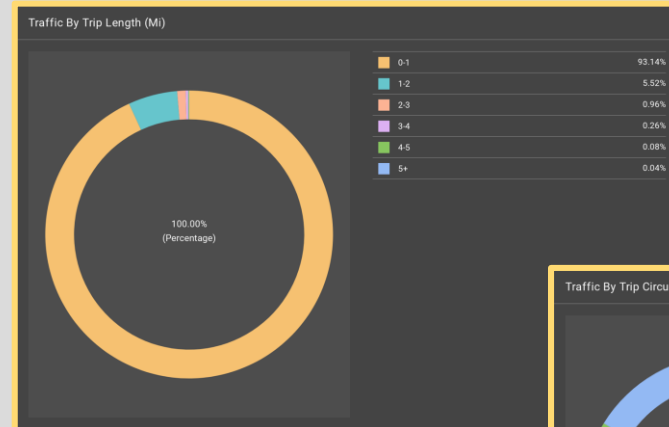 Traffic By Trip Length (Mi)
0-1 93.14%
1-2 5.52%
2-3 0.96%
3-4 0.26%
4-5 0.08%
5+ 0.04%
100.00%
(Percentage)
Traffic By Trip Circu